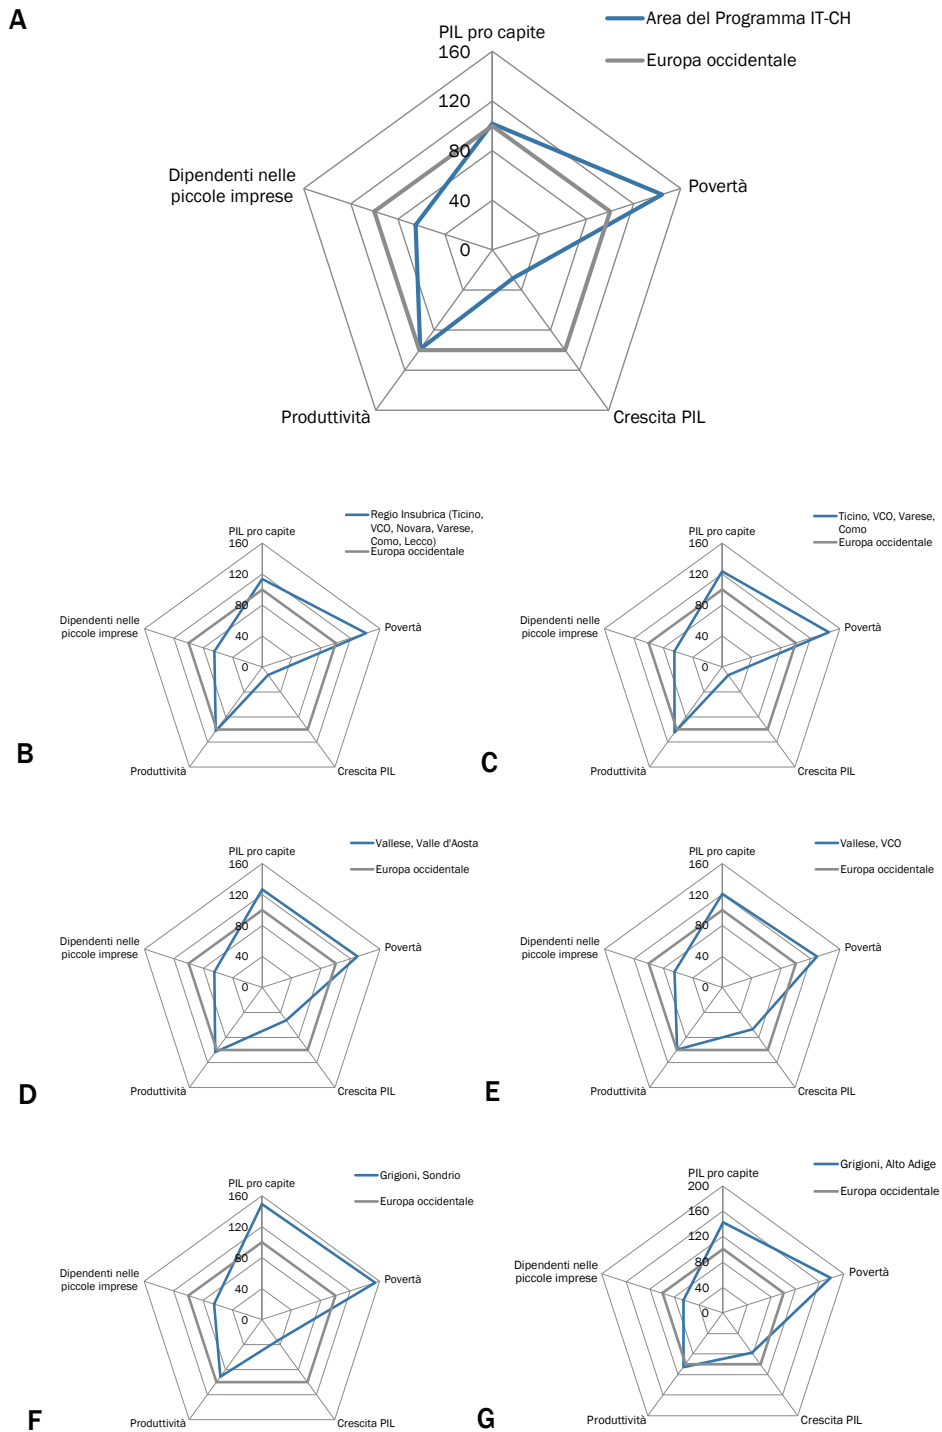 A
Area del Programma IT-CH
Europa occidentale
PIL pro capite
160
120
80
40
0
Dipendenti nelle
piccole imprese
Povertà
Produttività
Crescita PIL
B
Regio Insubrica (Ticino,
VCO, Novara, Varese,
Como, Lecco)
Europa occidentale
PIL pro capite
160
120
80
40
0
Dipendenti nelle
piccole imprese
Povertà
Produttività
Crescita PIL
C
Ticino, VCO, Varese,
Como
Europa occidentale
PIL pro capite
160
120
80
40
0
Dipendenti nelle
piccole imprese
Povertà
Produttività
Crescita PIL
D
Vallese, Valle d'Aosta
Europa occidentale
PIL pro capite
160
120
80
40
0
Dipendenti nelle
piccole imprese
Povertà
Produttività
Crescita PIL
E
Vallese, VCO
Europa occidentale
PIL pro capite
160
120
80
40
0
Dipendenti nelle
piccole imprese
Povertà
Produttività
Crescita PIL
F
Grigioni, Sondrio
Europa occidentale
PIL pro capite
160
120
80
40
0
Dipendenti nelle
piccole imprese
Povertà
Produttività
Crescita PIL
G
Grigioni, Alto Adige
Europa occidentale
PIL pro capite
200
160
120
80
40
0
Dipendenti nelle
piccole imprese
Povertà
Produttività
Crescita PIL